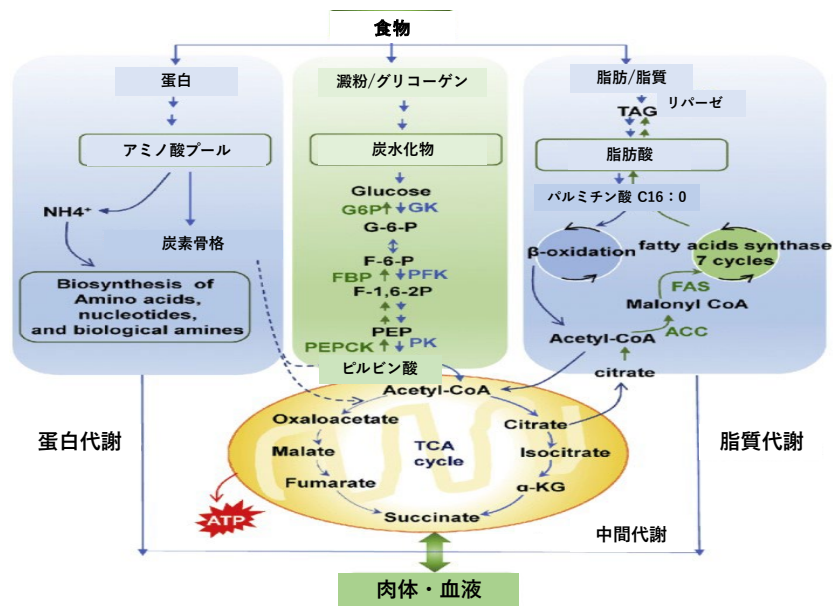 食物
蛋白
アミノ酸プール
NH4⁺
炭素骨格
Biosynthesis of
Amino acids,
nucleotides,
and biological amines
澱粉/グリコーゲン
炭水化物
Glucose
G6P GK
G-6-P
F-6-P
FBP PFK
F-1,6-2P
PEP
PEPCK PK
ピルビン酸
脂肪/脂質
TAG リパーゼ
脂肪酸
パルミチン酸 C16：0
β-oxidation
fatty acids synthase
7 cycles
FAS
Malonyl CoA
ACC
Acetyl-CoA
citrate
Acetyl-CoA
Oxaloacetate
Citrate
Malate
TCA
cycle
Isocitrate
Fumarate
α-KG
Succinate
ATP
蛋白代謝
脂質代謝
中間代謝
肉体・血液